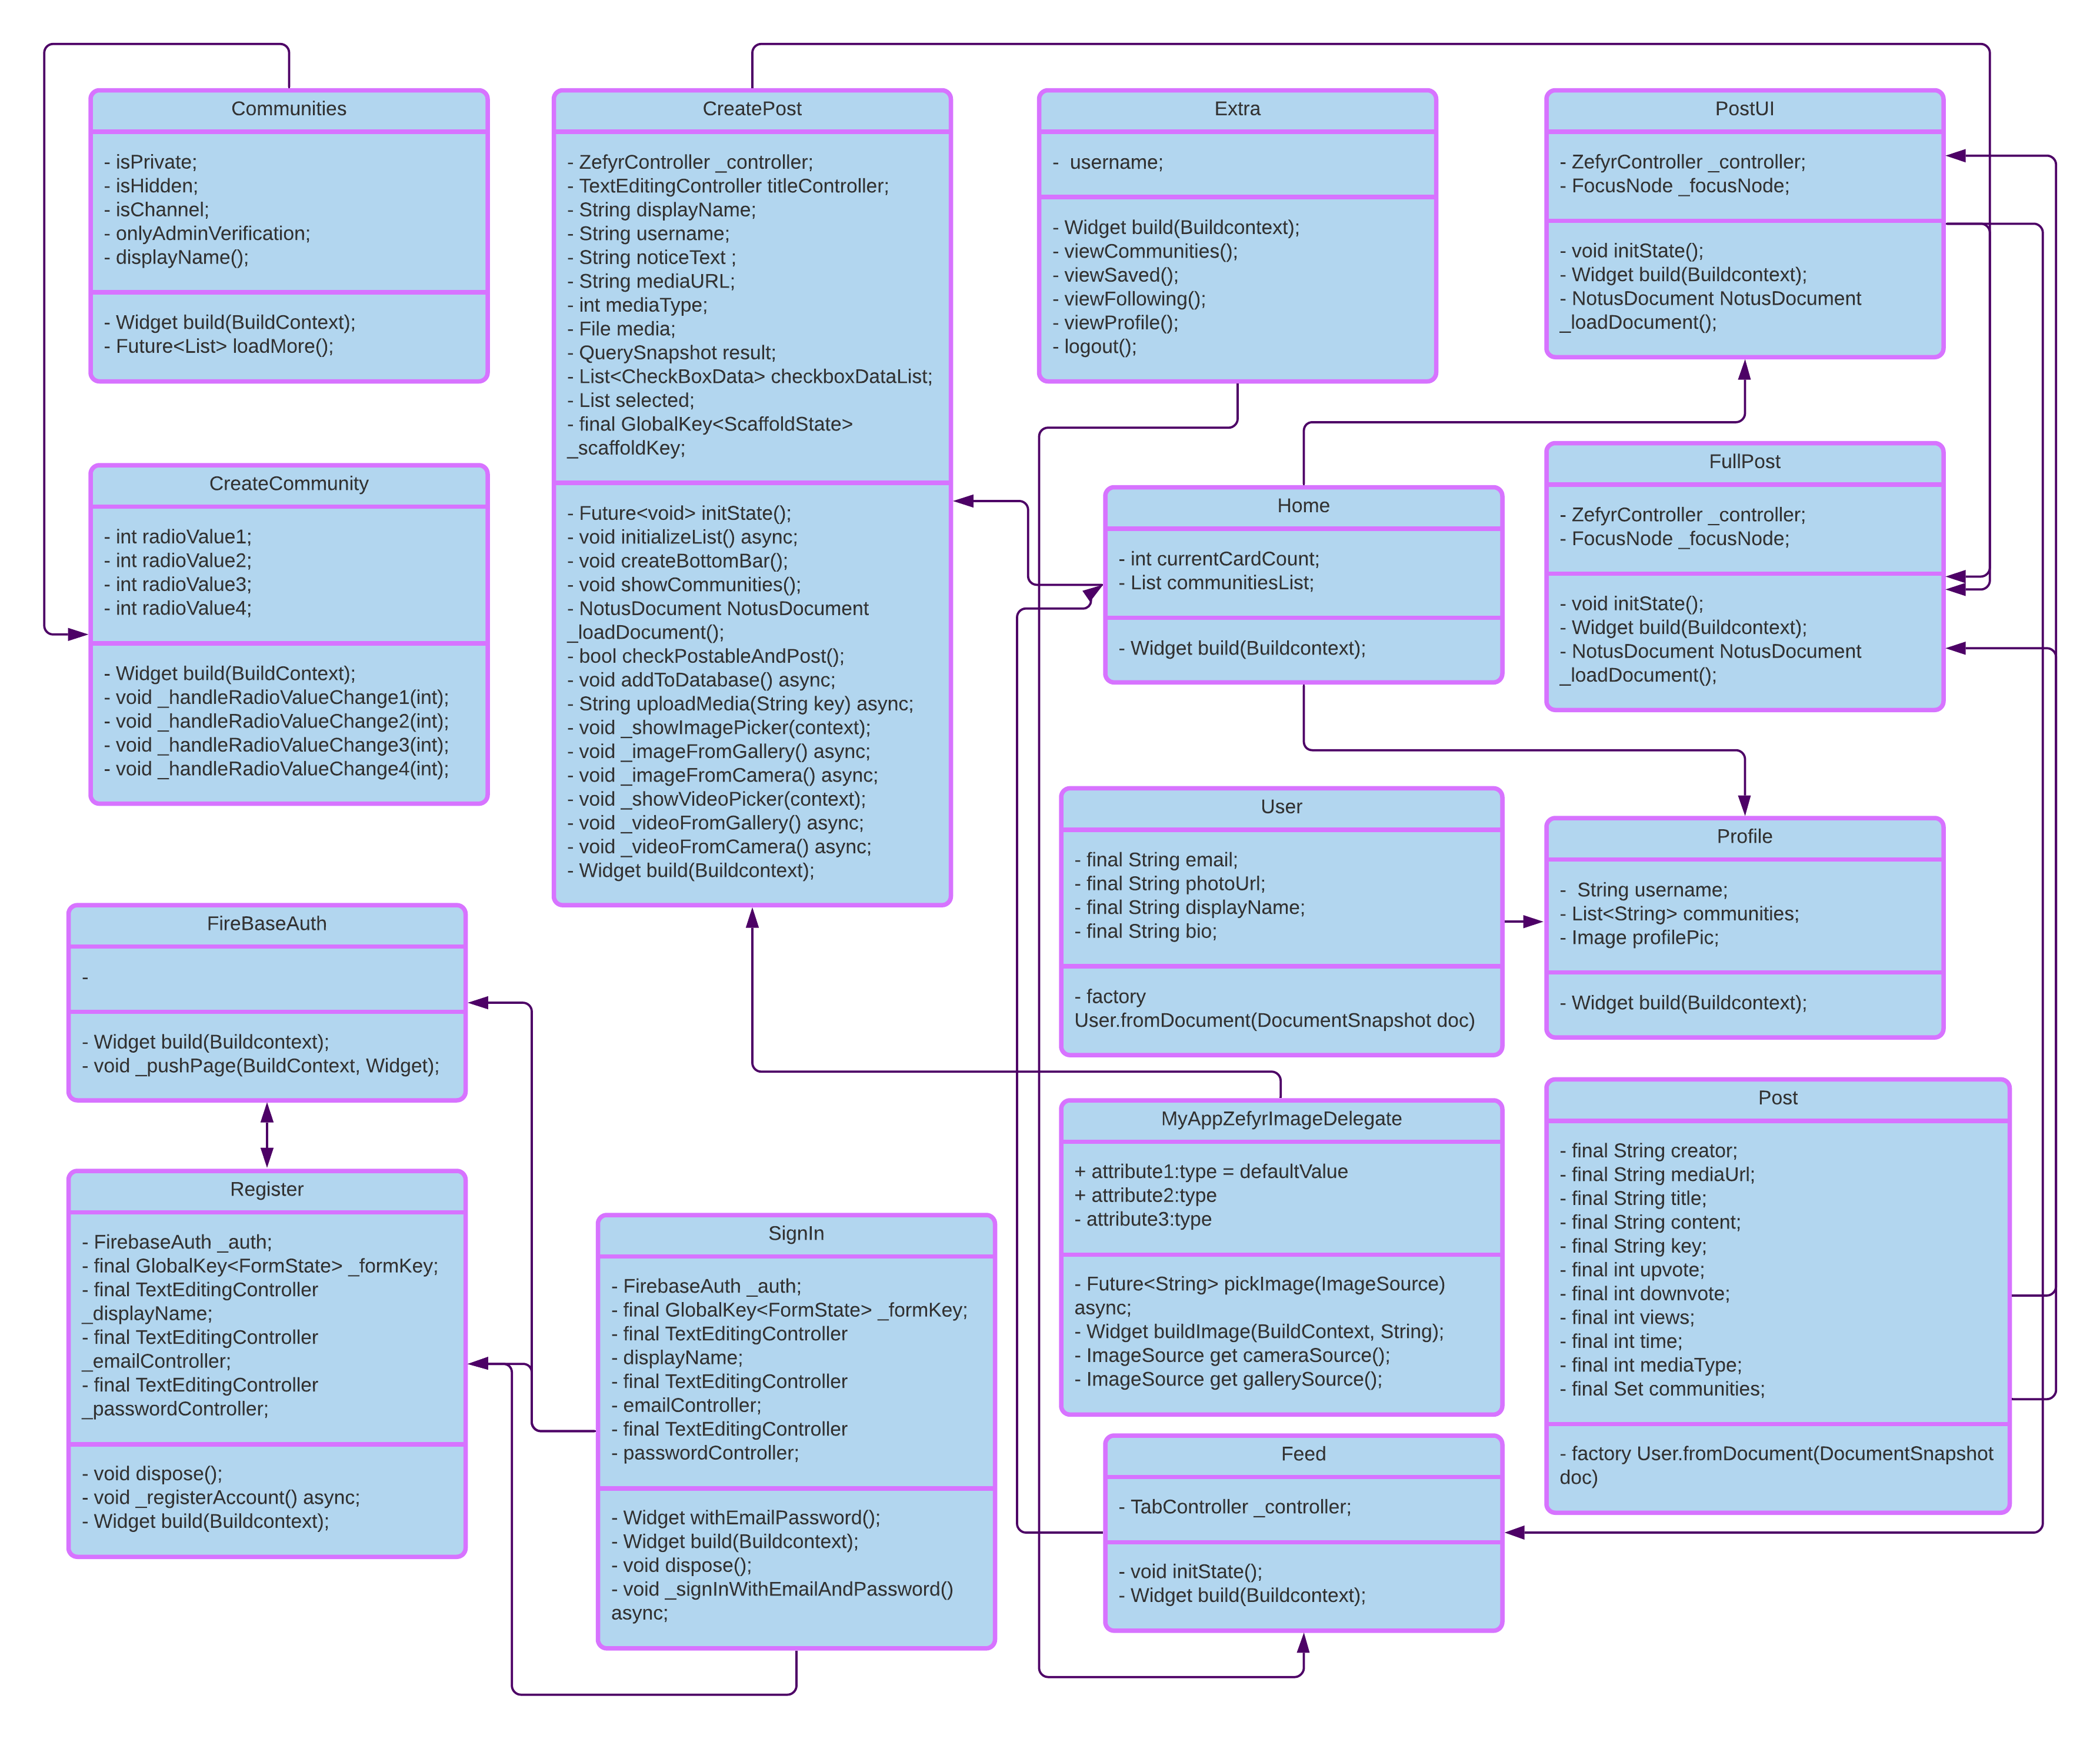 Communities
- isPrivate;
- isHidden;
- isChannel;
- onlyAdminVerification;
- displayName();
- Widget build(BuildContext);
- Future<List> loadMore();
CreatePost
- ZefyrController _controller;
- TextEditingController titleController;
- String displayName;
- String username;
- String noticeText ;
- String mediaURL;
- int mediaType;
- File media;
- QuerySnapshot result;
- List<CheckBoxData> checkboxDataList;
- List selected;
- final GlobalKey<ScaffoldState>
_scaffoldKey;
- Future<void> initState();
- void initializeList() async;
- void createBottomBar();
- void showCommunities();
- NotusDocument NotusDocument
_loadDocument();
- bool checkPostableAndPost();
- void addToDatabase() async;
- String uploadMedia(String key) async;
- void _showImagePicker(context);
- void _imageFromGallery() async;
- void _imageFromCamera() async;
- void _showVideoPicker(context);
- void _videoFromGallery() async;
- void _videoFromCamera() async;
- Widget build(Buildcontext);
Extra
-  username;
- Widget build(Buildcontext);
- viewCommunities();
- viewSaved();
- viewFollowing();
- viewProfile();
- logout();
PostUI
- ZefyrController _controller;
- FocusNode _focusNode;
- void initState();
- Widget build(Buildcontext);
- NotusDocument NotusDocument
_loadDocument();
CreateCommunity
- int radioValue1;
- int radioValue2;
- int radioValue3;
- int radioValue4;
- Widget build(BuildContext);
- void _handleRadioValueChange1(int);
- void _handleRadioValueChange2(int);
- void _handleRadioValueChange3(int);
- void _handleRadioValueChange4(int);
Home
- int currentCardCount;
- List communitiesList;
- Widget build(Buildcontext);
FullPost
- ZefyrController _controller;
- FocusNode _focusNode;
- void initState();
- Widget build(Buildcontext);
- NotusDocument NotusDocument
_loadDocument();
User
- final String email;
- final String photoUrl;
- final String displayName;
- final String bio;
- factory
User.fromDocument(DocumentSnapshot doc)
Profile
-  String username;
- List<String> communities;
- Image profilePic;
- Widget build(Buildcontext);
FireBaseAuth
-
- Widget build(Buildcontext);
- void _pushPage(BuildContext, Widget);
Register
- FirebaseAuth _auth;
- final GlobalKey<FormState> _formKey;
- final TextEditingController
_displayName;
- final TextEditingController
_emailController;
- final TextEditingController
_passwordController;
- void dispose();
- void _registerAccount() async;
- Widget build(Buildcontext);
SignIn
- FirebaseAuth _auth;
- final GlobalKey<FormState> _formKey;
- final TextEditingController
- displayName;
- final TextEditingController
- emailController;
- final TextEditingController
- passwordController;
- Widget withEmailPassword();
- Widget build(Buildcontext);
- void dispose();
- void _signInWithEmailAndPassword()
async;
MyAppZefyrImageDelegate
+ attribute1:type = defaultValue
+ attribute2:type
- attribute3:type
- Future<String> pickImage(ImageSource)
async;
- Widget buildImage(BuildContext, String);
- ImageSource get cameraSource();
- ImageSource get gallerySource();
Feed
- TabController _controller;
- void initState();
- Widget build(Buildcontext);
Post
- final String creator;
- final String mediaUrl;
- final String title;
- final String content;
- final String key;
- final int upvote;
- final int downvote;
- final int views;
- final int time;
- final int mediaType;
- final Set communities;
- factory User.fromDocument(DocumentSnapshot
doc)